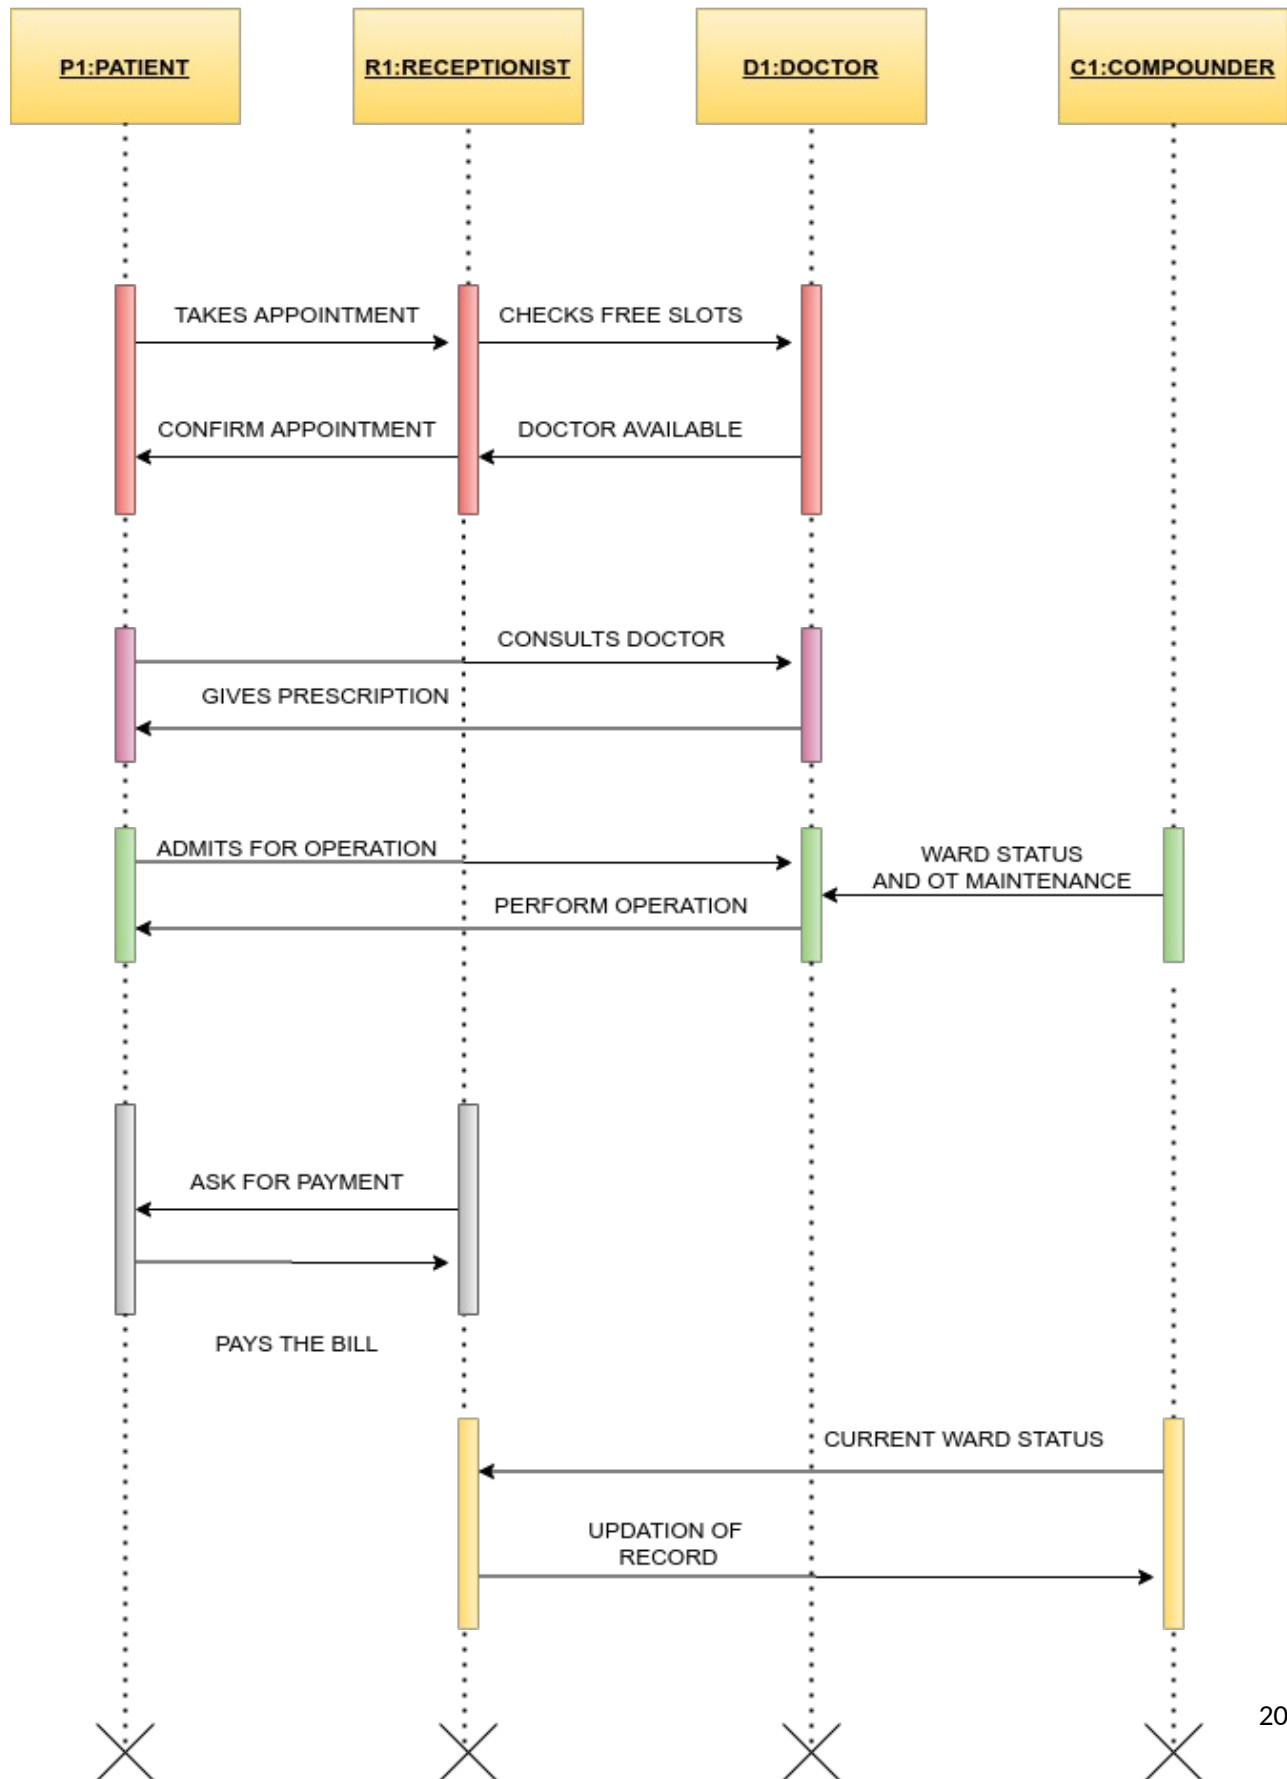 P1:PATIENT
R1:RECEPTIONIST
D1:DOCTOR
C1:COMPOUNDER
TAKES APPOINTMENT
CHECKS FREE SLOTS
CONFIRM APPOINTMENT
DOCTOR AVAILABLE
CONSULTS DOCTOR
GIVES PRESCRIPTION
ADMITS FOR OPERATION
WARD STATUS
AND OT MAINTENANCE
PERFORM OPERATION
ASK FOR PAYMENT
PAYS THE BILL
CURRENT WARD STATUS
UPDATION OF
RECORD
20